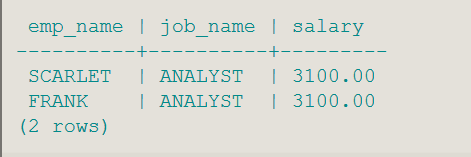 emp_name | job_name | salary
----------+----------+---------
SCARLET | ANALYST | 3100.00
FRANK | ANALYST | 3100.00
(2 rows)